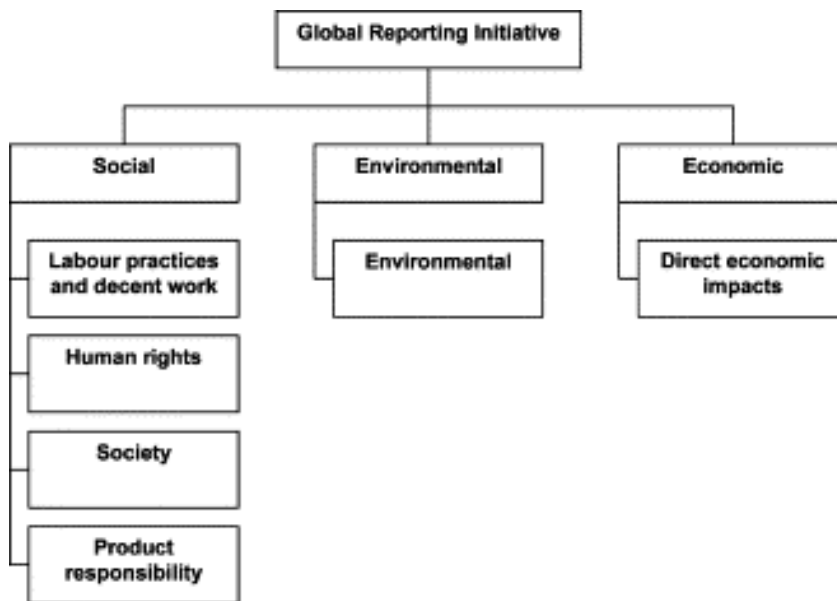 Global Reporting Initiative
Social
Environmental
Economic
Labour practices
and decent work
Environmental
Direct economic
impacts
Human rights
Society
Product
responsibility